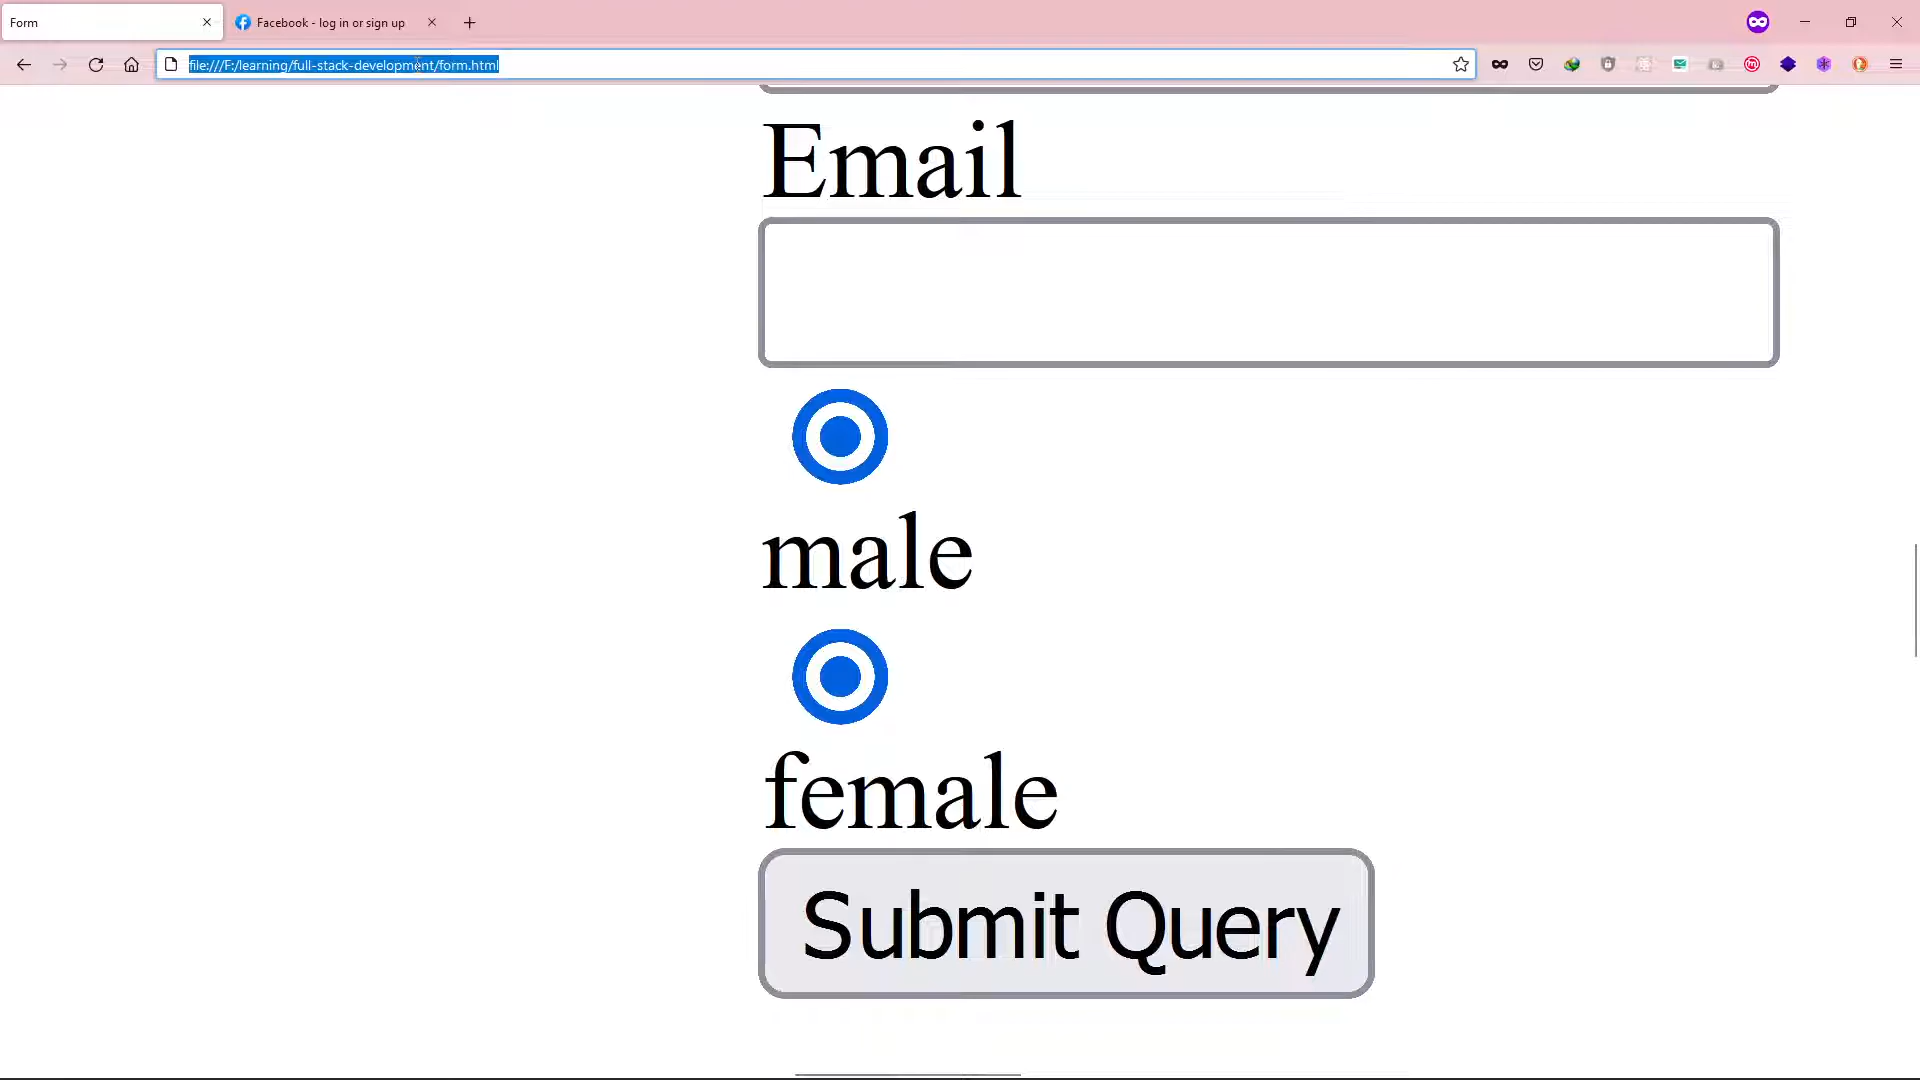 Form
Facebook - log in or sign up
file:///F:/learning/full-stack-development/form.html
Email
male
female
Submit Query